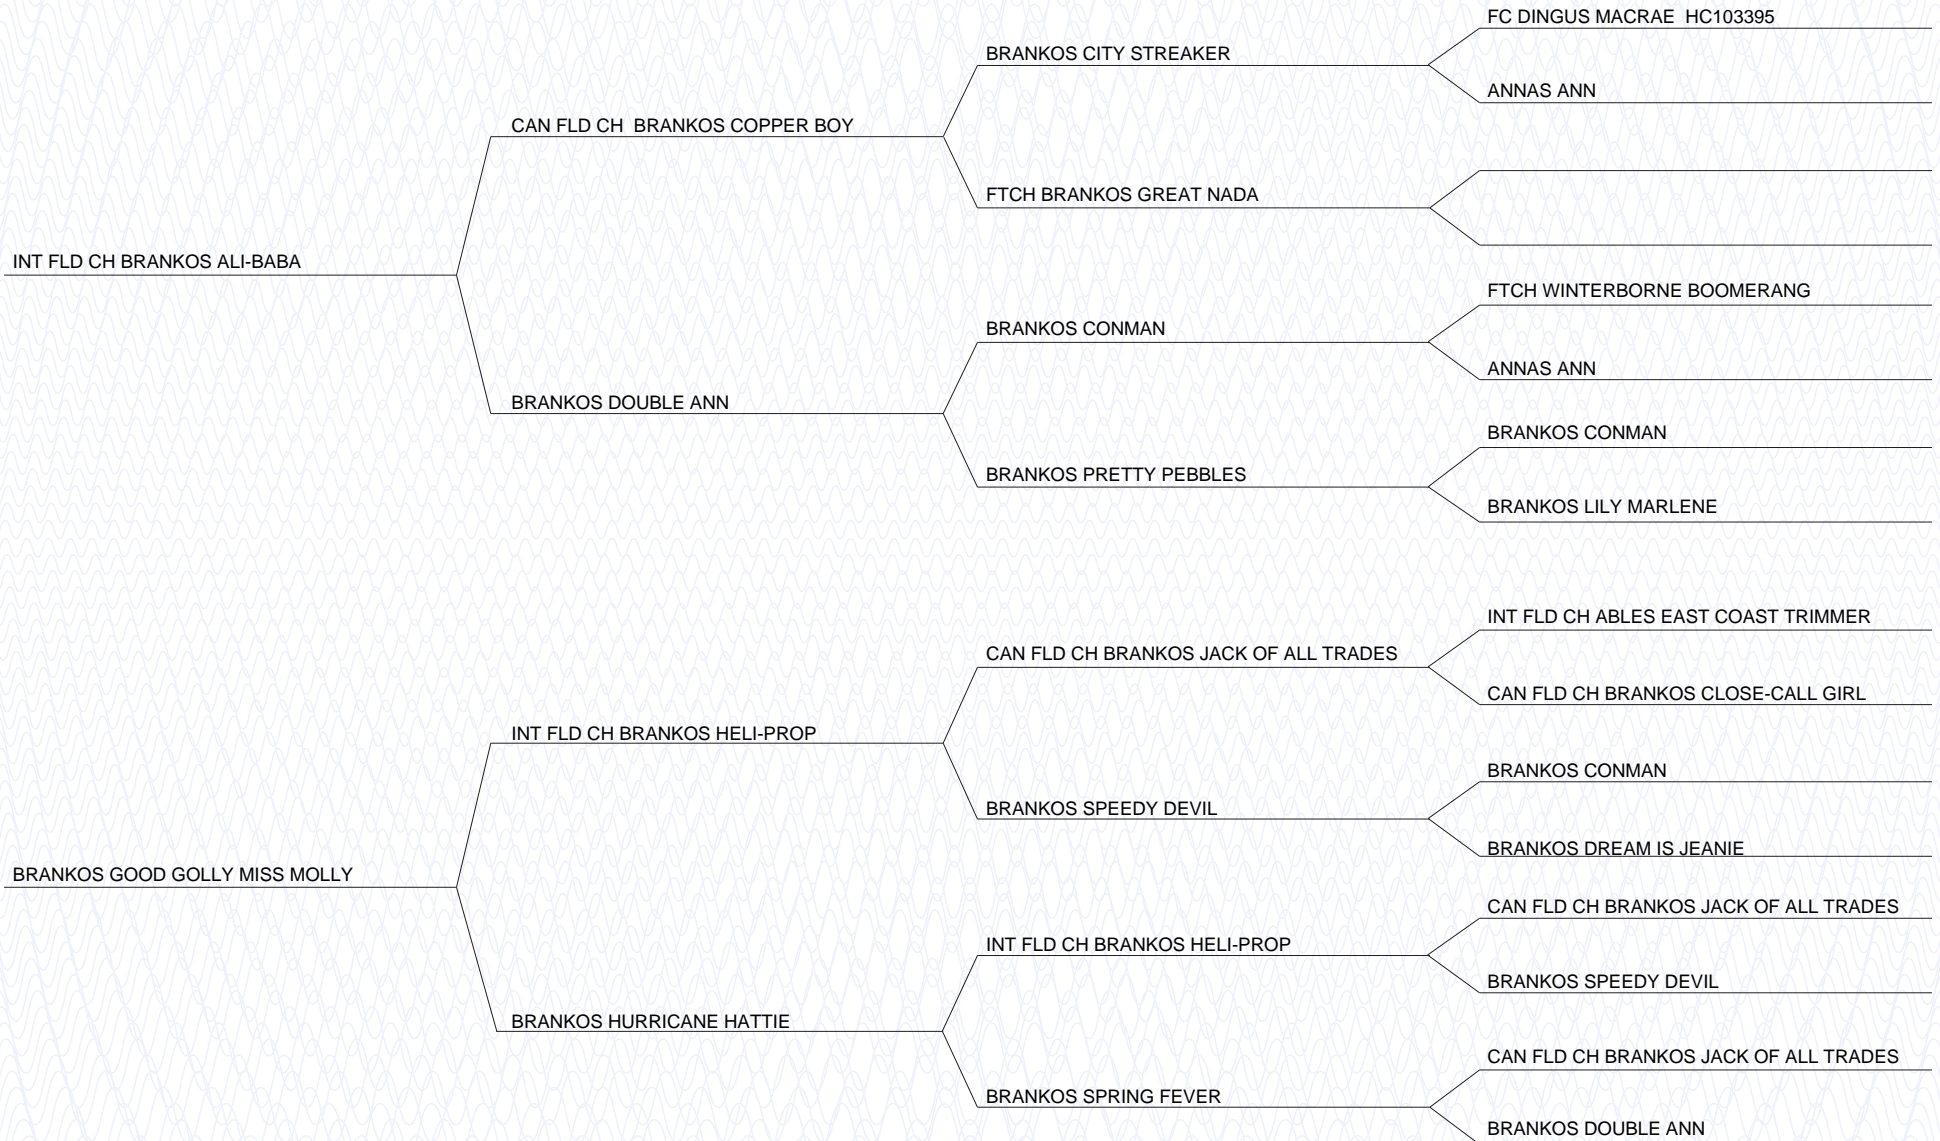 FC DINGUS MACRAE  HC103395
BRANKOS CITY STREAKER
ANNAS ANN
CAN FLD CH  BRANKOS COPPER BOY
FTCH BRANKOS GREAT NADA
INT FLD CH BRANKOS ALI-BABA
FTCH WINTERBORNE BOOMERANG
BRANKOS CONMAN
ANNAS ANN
BRANKOS DOUBLE ANN
BRANKOS CONMAN
BRANKOS PRETTY PEBBLES
BRANKOS LILY MARLENE
INT FLD CH ABLES EAST COAST TRIMMER
CAN FLD CH BRANKOS JACK OF ALL TRADES
CAN FLD CH BRANKOS CLOSE-CALL GIRL
INT FLD CH BRANKOS HELI-PROP
BRANKOS CONMAN
BRANKOS SPEEDY DEVIL
BRANKOS DREAM IS JEANIE
BRANKOS GOOD GOLLY MISS MOLLY
CAN FLD CH BRANKOS JACK OF ALL TRADES
INT FLD CH BRANKOS HELI-PROP
BRANKOS SPEEDY DEVIL
BRANKOS HURRICANE HATTIE
CAN FLD CH BRANKOS JACK OF ALL TRADES
BRANKOS SPRING FEVER
BRANKOS DOUBLE ANN